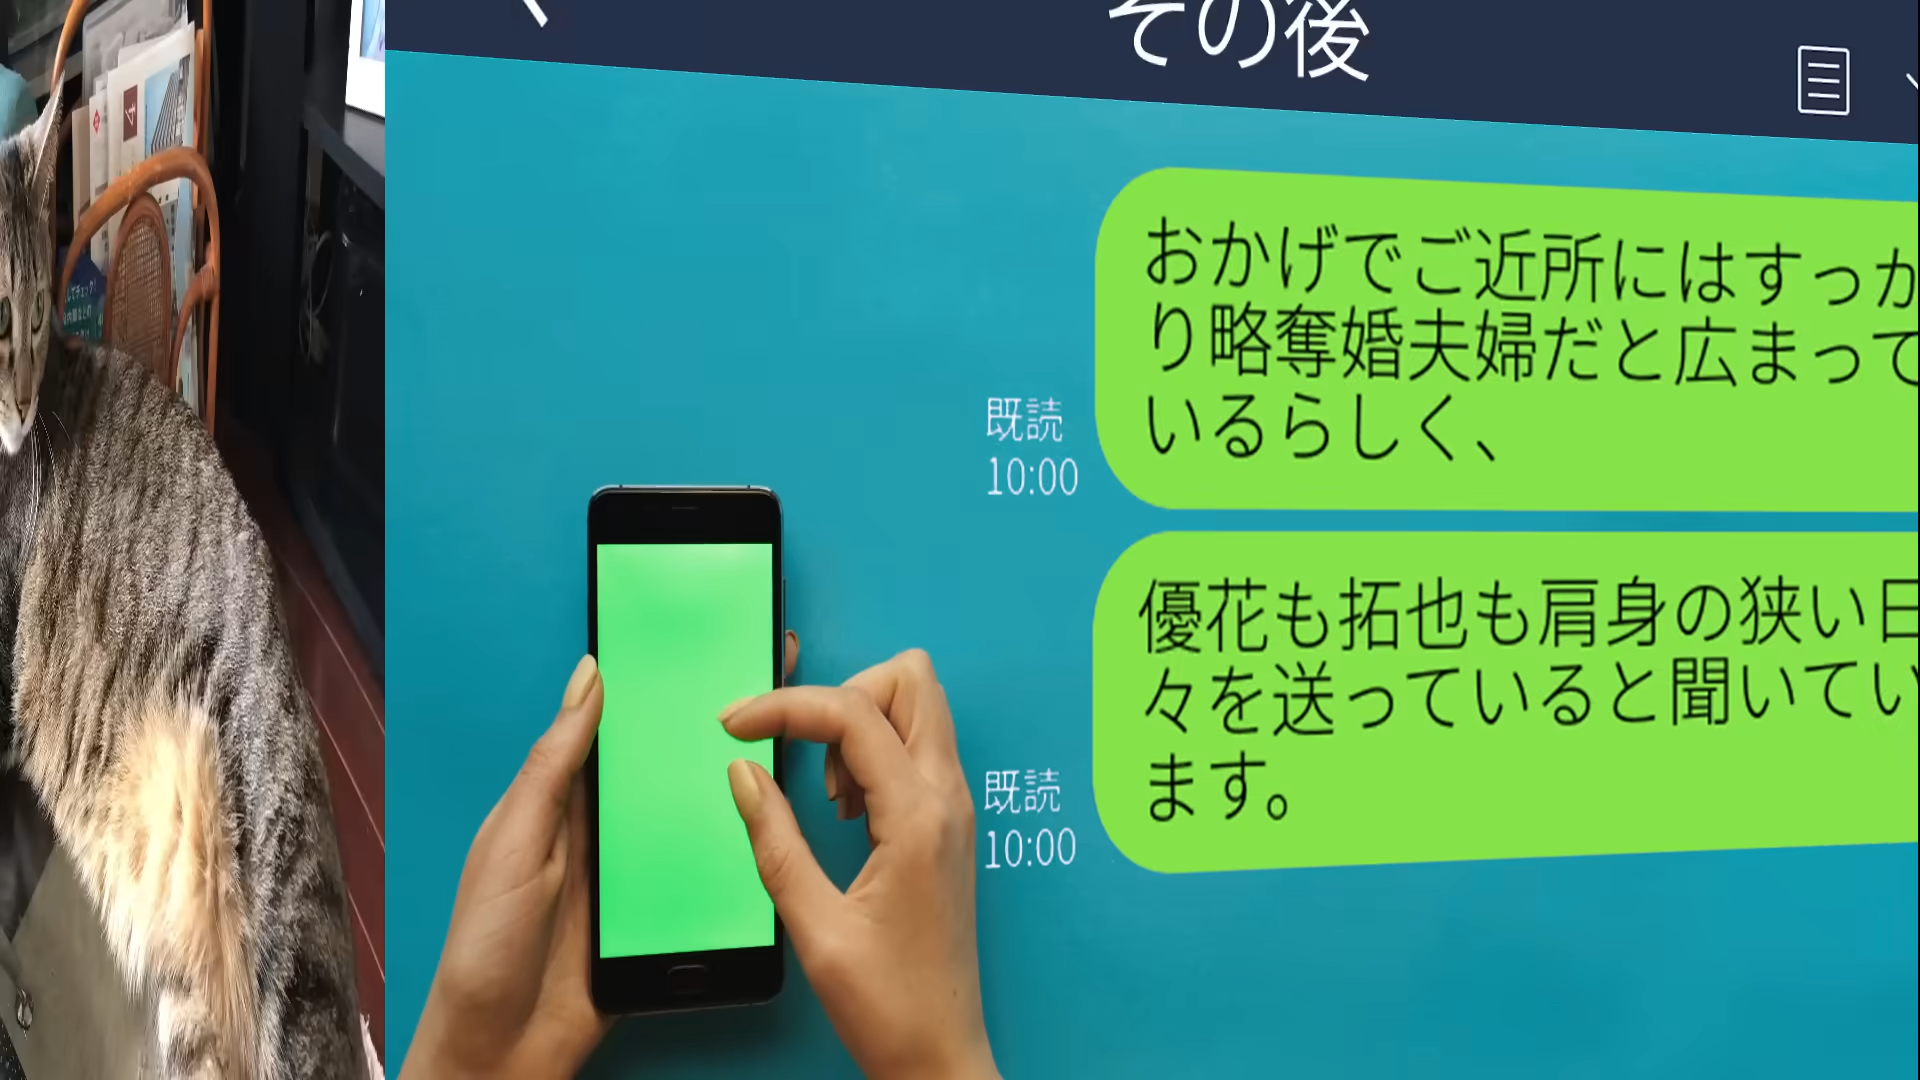 その後
おかげでご近所にはすっか
り略奪婚夫婦だと広まって
いるらしく、
既読
10:00
優花も拓也も肩身の狭い日
々を送っていると聞いてい
ます。
既読
10:00